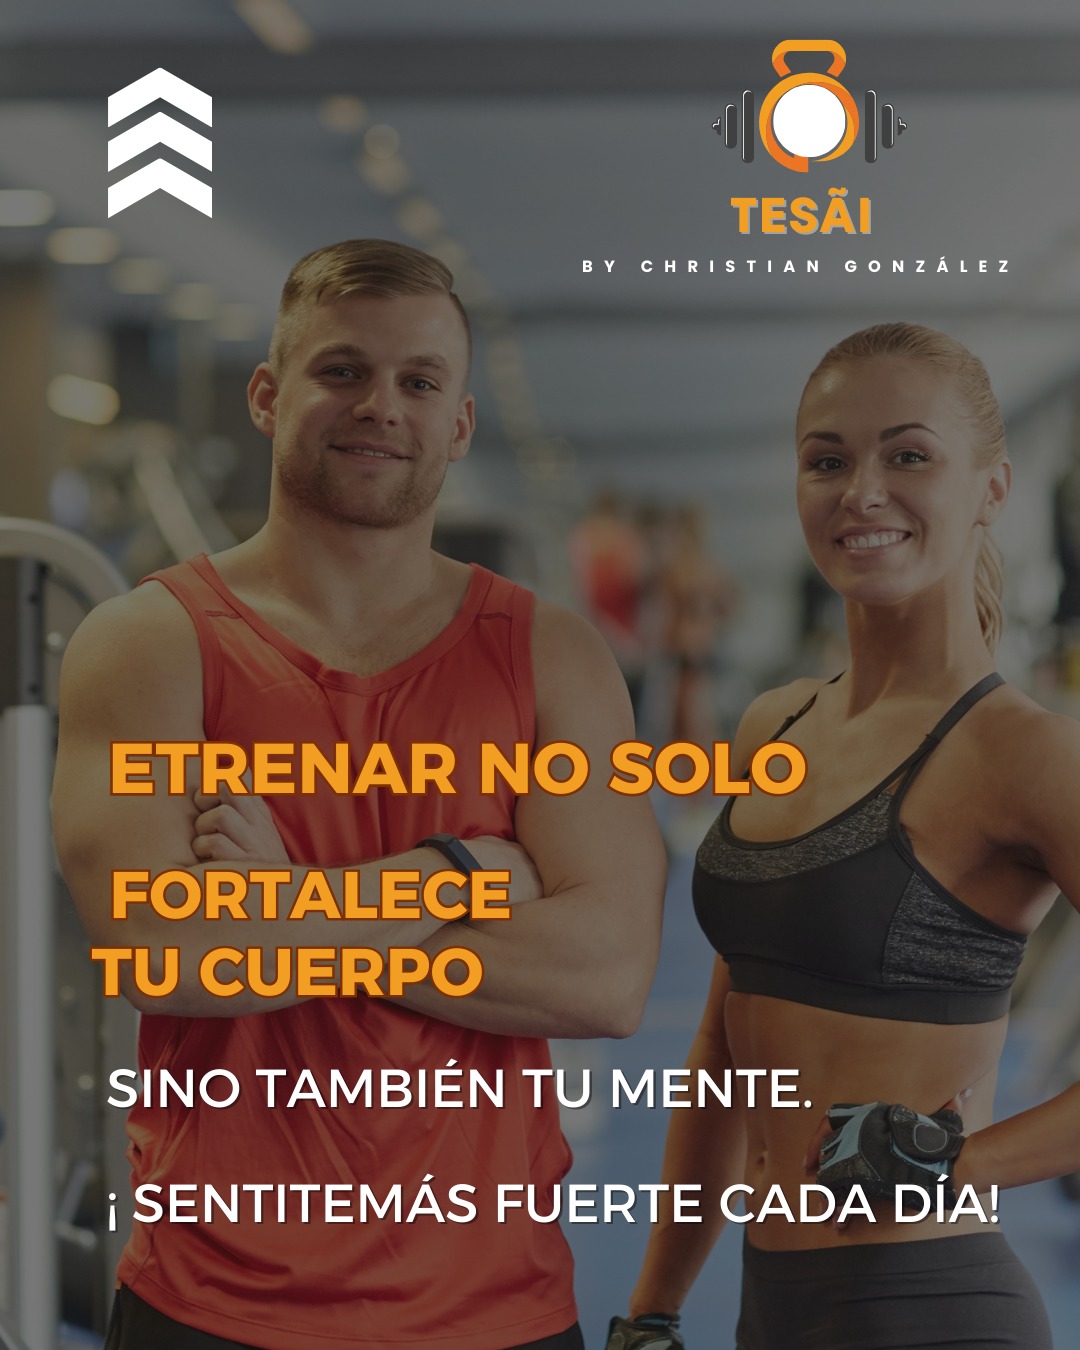 TESÃI
BY CHRISTIAN GONZÁLEZ
ETRENAR NO SOLO
FORTALECE
TU CUERPO
SINO TAMBIÉN TU MENTE.
¡ SENTITEMÁS FUERTE CADA DÍA!